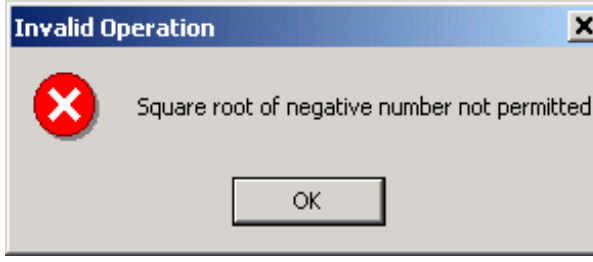 Invalid Operation
Square root of negative number not permitted
OK